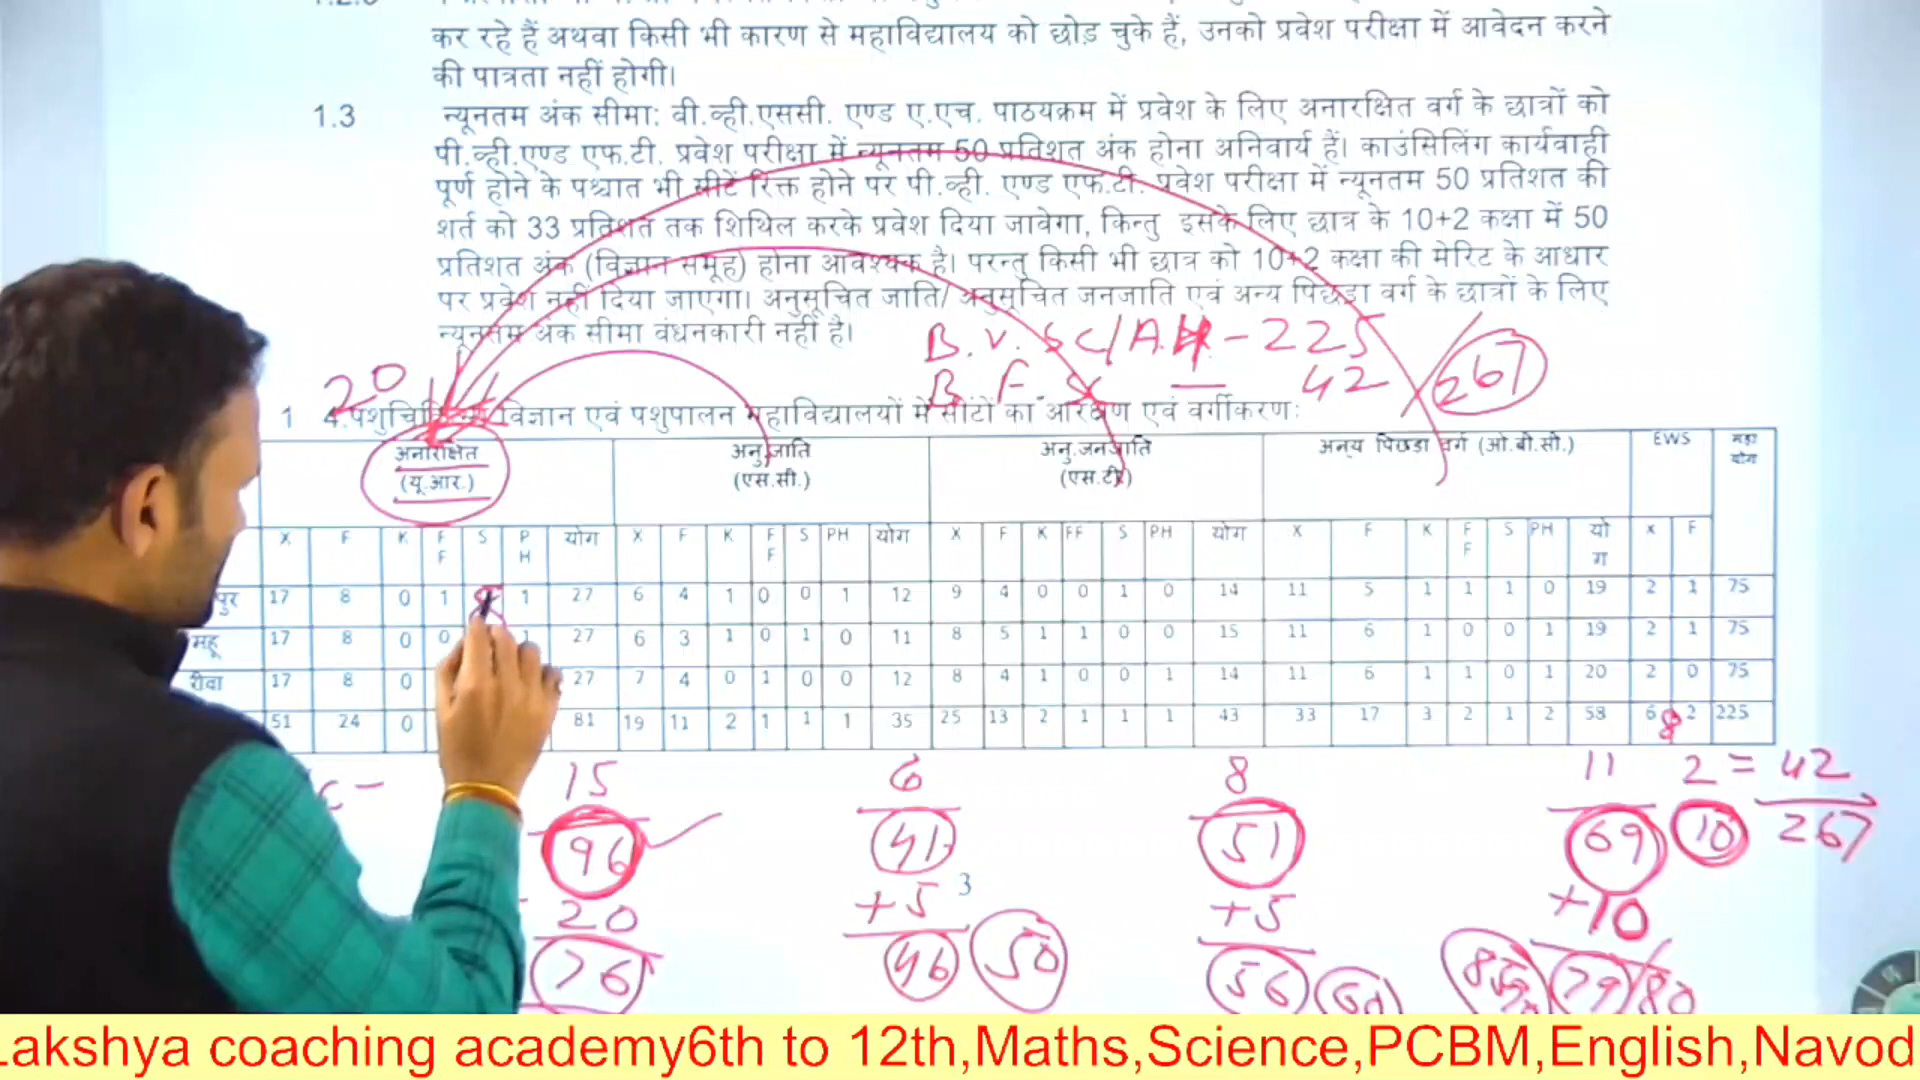 कर रहे हैं अथवा किसी भी कारण से महाविद्यालय को छोड़ चुके हैं, उनको प्रवेश परीक्षा में आवेदन करने
की पात्रता नहीं होगी।
1.3 न्यूनतम अंक सीमा: वी.व्ही.एससी. एण्ड ए.एच. पाठयक्रम में प्रवेश के लिए अनारक्षित वर्ग के छात्रों को
पी.व्ही.एण्ड एफ.टी. प्रवेश परीक्षा में न्यूनतम 50 प्रतिशत अंक होना अनिवार्य हैं। काउंसिलिंग कार्यवाही
पूर्ण होने के पश्चात भी सीटें रिक्त होने पर पी.व्ही. एण्ड एफ.टी. प्रवेश परीक्षा में न्यूनतम 50 प्रतिशत की
शर्त को 33 प्रतिशत तक शिथिल करके प्रवेश दिया जावेगा, किन्तु इसके लिए छात्र के 10+2 कक्षा में 50
प्रतिशत अंक (विज्ञान समूह) होना आवश्यक है। परन्तु किसी भी छात्र को 10+2 कक्षा की मेरिट के आधार
पर प्रवेश नहीं दिया जाएगा। अनुसूचित जाति/ अनुसूचित जनजाति एवं अन्य पिछड़ा वर्ग के छात्रों के लिए
न्यूनतम अंक सीमा वंधनकारी नहीं है।
B.V.SC/A.H - 225
20 B.F.S 42 267
1 4.पशुचिकित्सा विज्ञान एवं पशुपालन महाविद्यालयों में सींटों का आरक्षण एवं वर्गीकरण:
अनारक्षित (यू.आर.) अनु.जाति (एस.सी.) अनु.जनजाति (एस.टी) अन्य पिछडा वर्ग (ओ.बी.सी.) EWS महा योग
X F K FF S PH योग X F K FF S PH योग X F K FF S PH योग X F K FF S PH योग X F
पुर 17 8 0 1 1 27 6 4 1 0 0 1 12 9 4 0 0 1 0 14 11 5 1 1 1 0 19 2 1 75
महू 17 8 0 0 1 27 6 3 1 0 1 0 11 8 5 1 1 0 0 15 11 6 1 0 0 1 19 2 1 75
रीवा 17 8 0 27 7 4 0 1 0 0 12 8 4 1 0 0 1 14 11 6 1 1 0 1 20 2 0 75
51 24 0 81 19 11 2 1 1 1 35 25 13 2 1 1 1 43 33 17 3 2 1 2 58 6 8 2 225
15 6 8 11 2 = 42
96 41 51 69 10 267
20 +5 3 +5 +10
76 46 50 56 79 80
Lakshya coaching academy6th to 12th,Maths,Science,PCBM,English,Navod